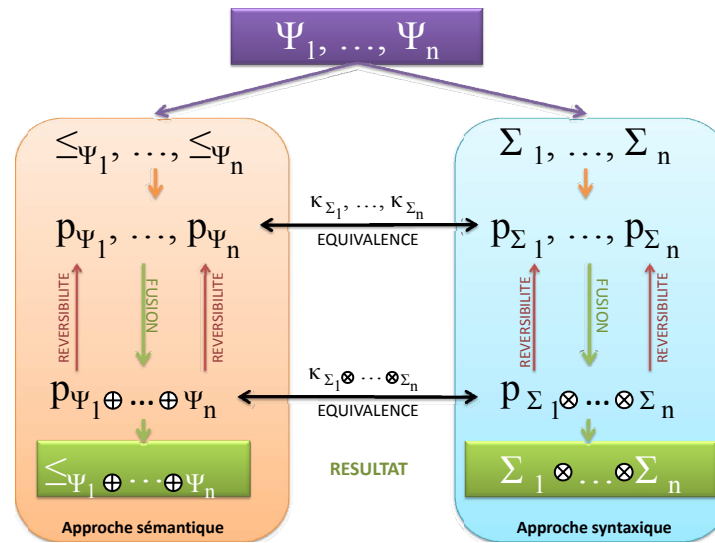 Ψ₁, …, Ψₙ
≤Ψ₁, …, ≤Ψₙ
Σ ₁, …, Σ ₙ
κΣ₁, …, κΣₙ
pΨ₁, …, pΨₙ
EQUIVALENCE
pΣ ₁, …, pΣ ₙ
REVERSIBILITE
FUSION
REVERSIBILITE
REVERSIBILITE
FUSION
REVERSIBILITE
κΣ₁⊗ … ⊗Σₙ
pΨ₁⊕ … ⊕Ψₙ
EQUIVALENCE
pΣ ₁⊗ … ⊗ Σ ₙ
≤Ψ₁ ⊕ … ⊕Ψₙ
RESULTAT
Σ ₁ ⊗ … ⊗ Σ ₙ
Approche sémantique
Approche syntaxique